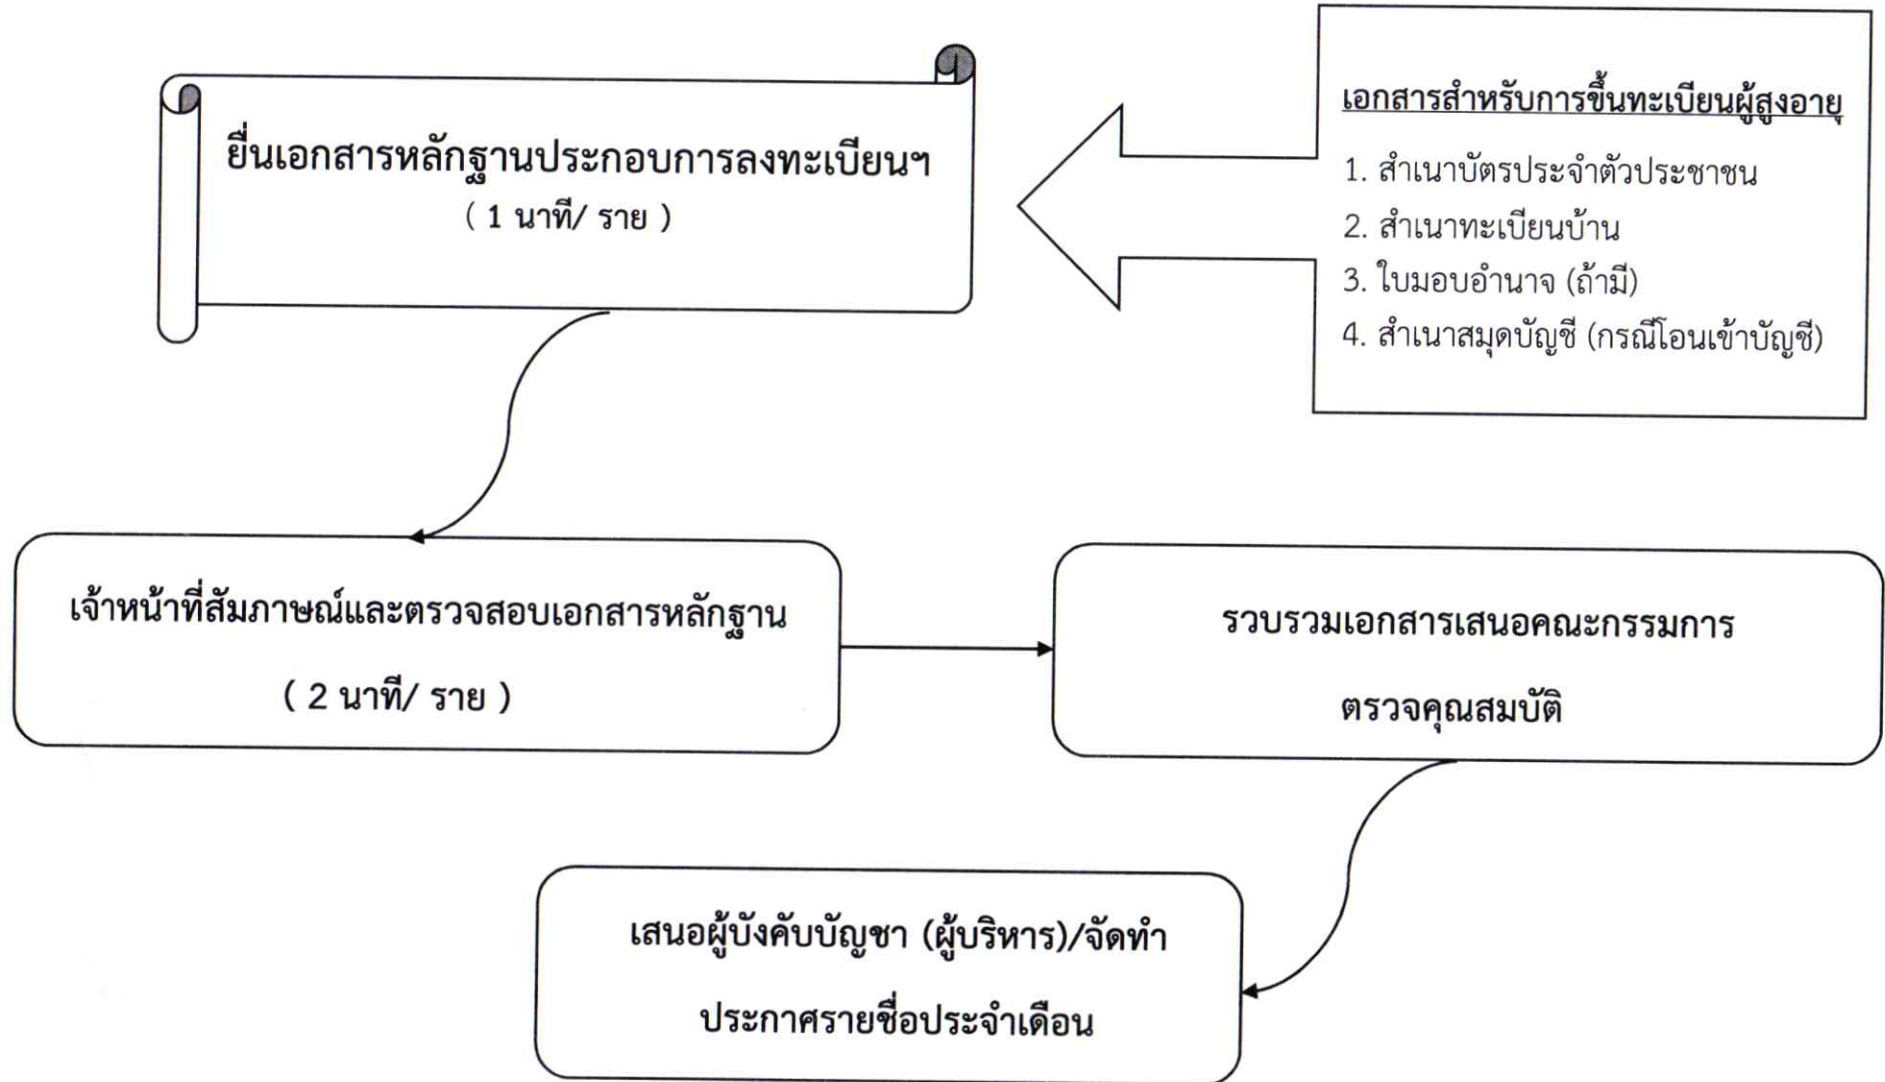 ยื่นเอกสารหลักฐานประกอบการลงทะเบียนฯ
( 1 นาที/ ราย )
เอกสารสำหรับการขึ้นทะเบียนผู้สูงอายุ
1. สำเนาบัตรประจำตัวประชาชน
2. สำเนาทะเบียนบ้าน
3. ใบมอบอำนาจ (ถ้ามี)
4. สำเนาสมุดบัญชี (กรณีโอนเข้าบัญชี)
เจ้าหน้าที่สัมภาษณ์และตรวจสอบเอกสารหลักฐาน
( 2 นาที/ ราย )
รวบรวมเอกสารเสนอคณะกรรมการ
ตรวจคุณสมบัติ
เสนอผู้บังคับบัญชา (ผู้บริหาร)/จัดทำ
ประกาศรายชื่อประจำเดือน